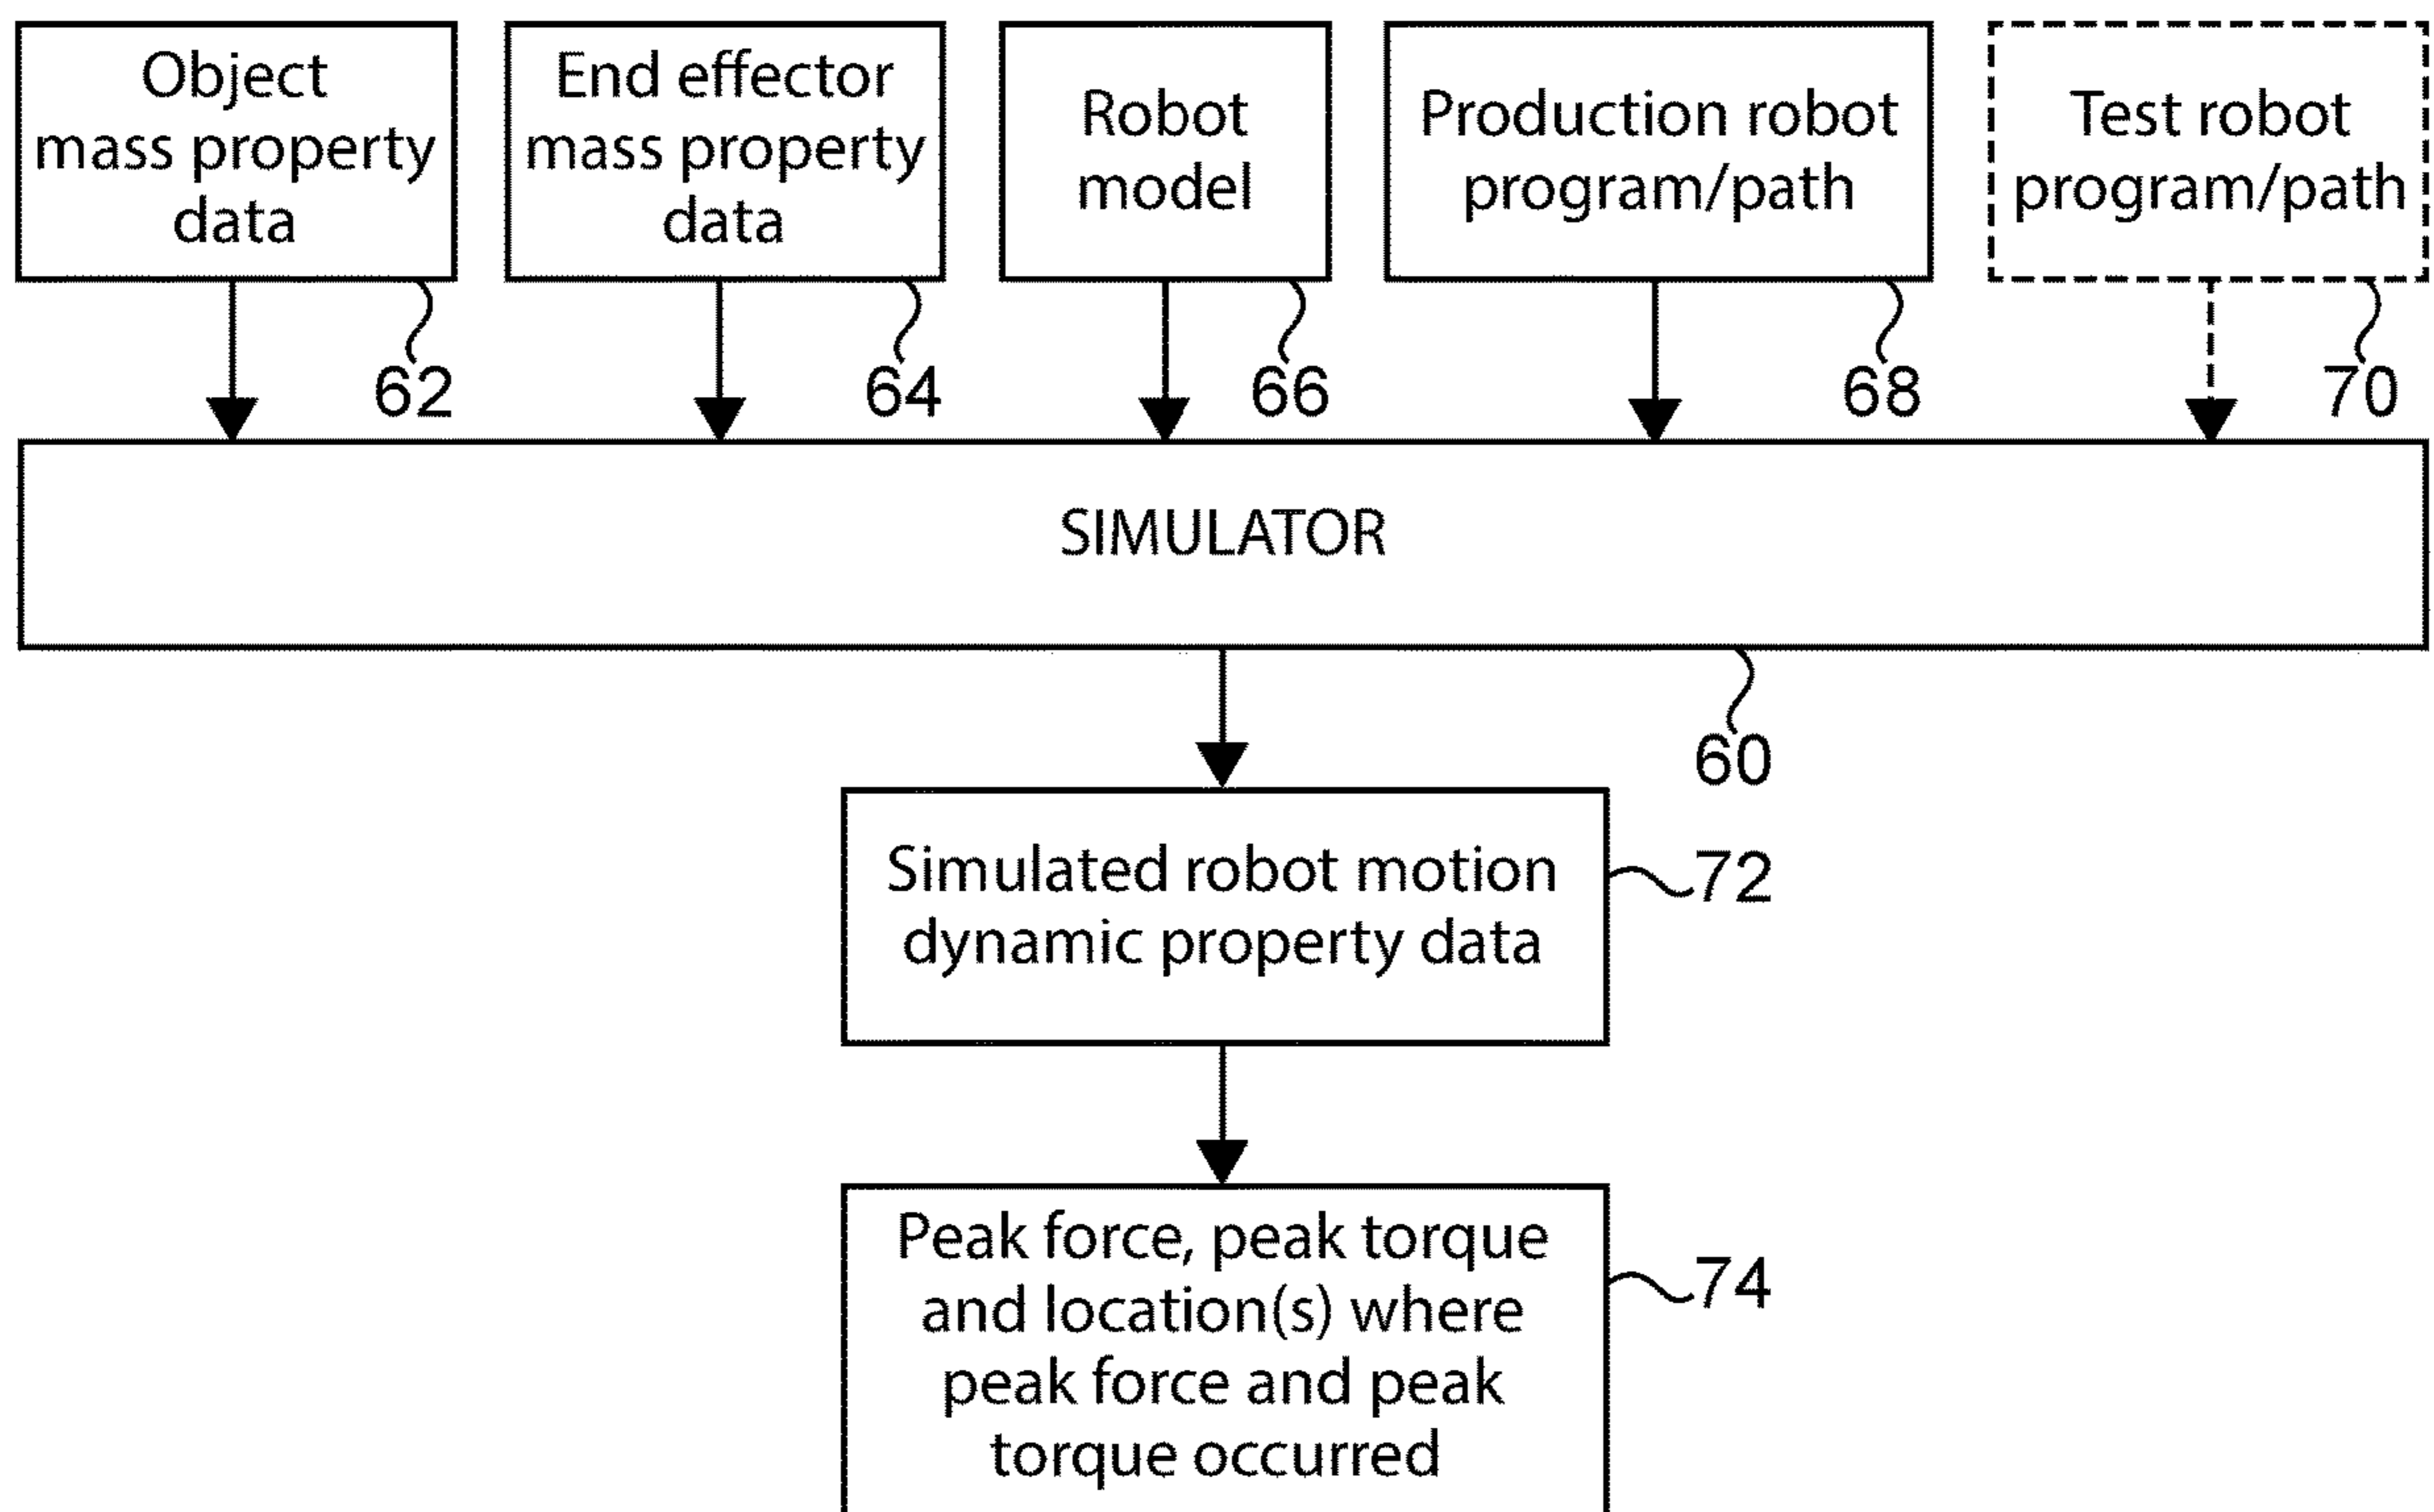 Object
mass property
data
End effector
mass property
data
Robot
model
Production robot
program/path
Test robot
program/path
62
64
66
68
70
SIMULATOR
60
Simulated robot motion
dynamic property data
72
Peak force, peak torque
and location(s) where
peak force and peak
torque occurred
74